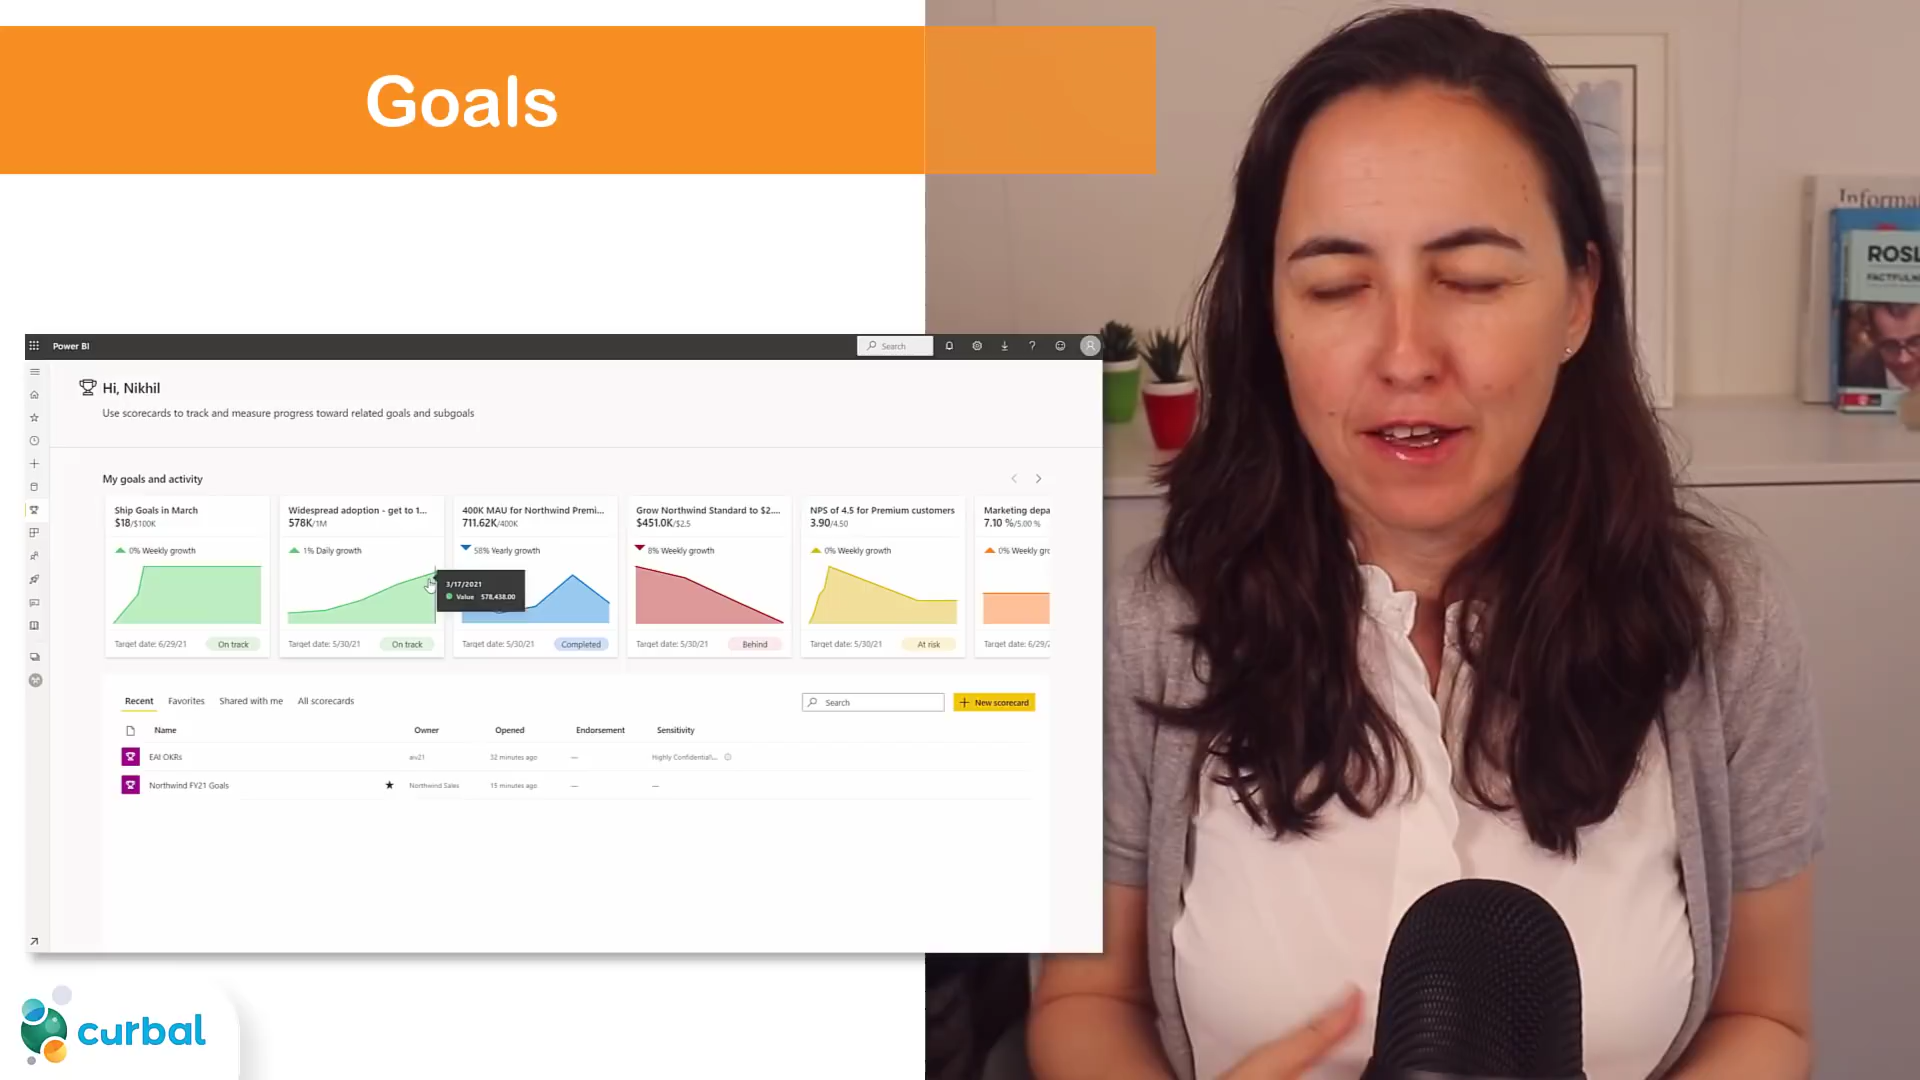 Goals
Informa
ROSL
FACTFULN
Power BI
Search
?
Hi, Nikhil
Use scorecards to track and measure progress toward related goals and subgoals
My goals and activity
Ship Goals in March
$18/$100K
0% Weekly growth
Target date: 6/29/21
On track
Widespread adoption - get to 1...
578K/1M
1% Daily growth
3/17/2021
Value 578,438.00
Target date: 5/30/21
On track
400K MAU for Northwind Premi...
711.62K/400K
58% Yearly growth
Target date: 5/30/21
Completed
Grow Northwind Standard to $2....
$451.0K/$2.5
8% Weekly growth
Target date: 5/30/21
Behind
NPS of 4.5 for Premium customers
3.90/4.50
0% Weekly growth
Target date: 5/30/21
At risk
Marketing depa
7.10 %/5.00 %
0% Weekly gr
Target date: 6/29/2
Recent Favorites Shared with me All scorecards
Search
+ New scorecard
Name Owner Opened Endorsement Sensitivity
EAI OKRs 32 minutes ago — Highly Confidential\...
Northwind FY21 Goals ★ Northwind Sales 15 minutes ago — —
curbal